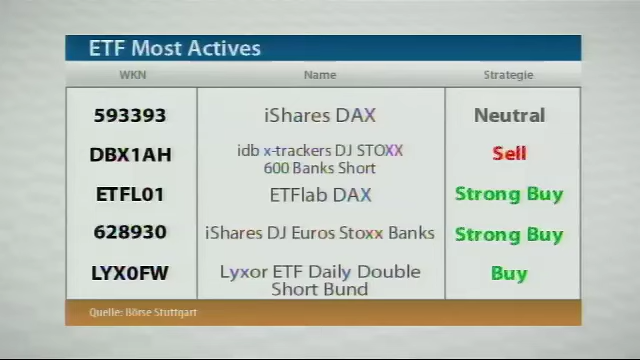 ETF Most Actives
WKN Name Strategie
593393 iShares DAX Neutral
DBX1AH idb x-trackers DJ STOXX 600 Banks Short Sell
ETFL01 ETFlab DAX Strong Buy
628930 iShares DJ Euros Stoxx Banks Strong Buy
LYX0FW Lyxor ETF Daily Double Short Bund Buy
Quelle: Börse Stuttgart